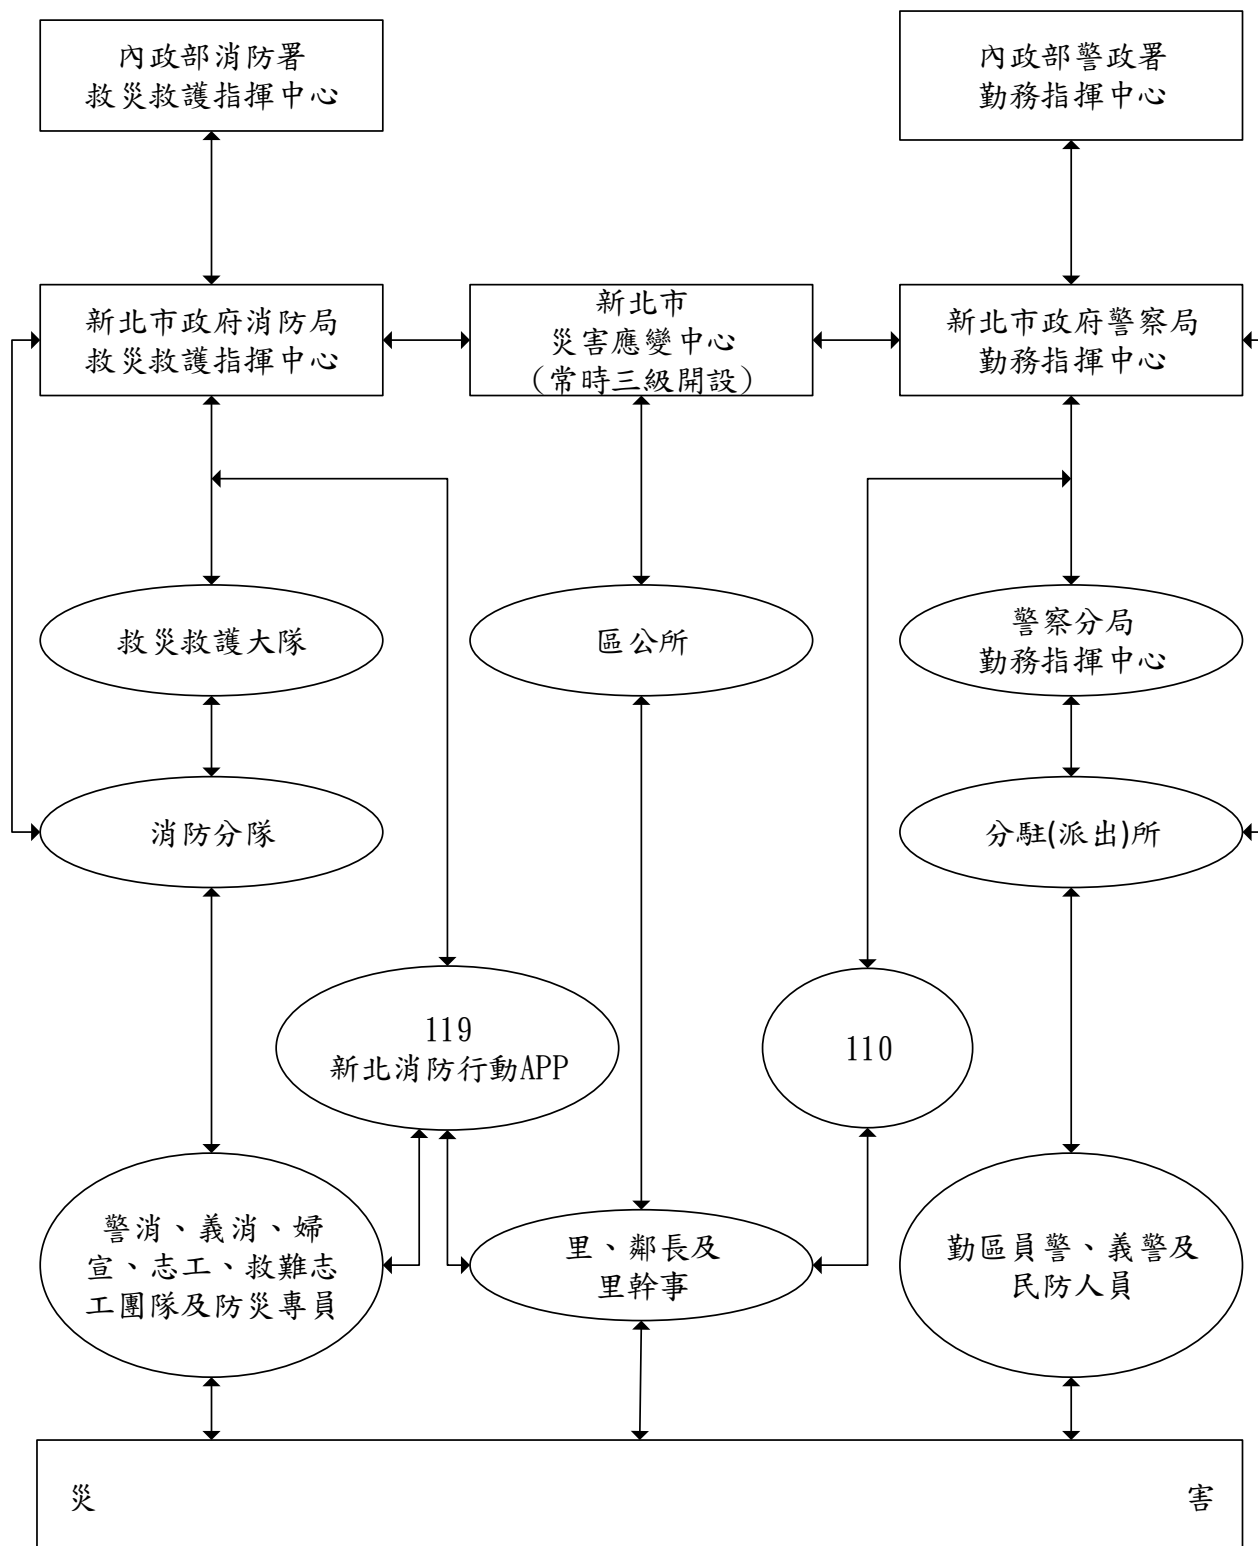 內政部消防署
救災救護指揮中心
內政部警政署
勤務指揮中心
新北市政府消防局
救災救護指揮中心
新北市
災害應變中心
（常時三級開設）
新北市政府警察局
勤務指揮中心
救災救護大隊
區公所
警察分局
勤務指揮中心
消防分隊
分駐(派出)所
119
新北消防行動APP
110
警消、義消、婦
宣、志工、救難志
工團隊及防災專員
里、鄰長及
里幹事
勤區員警、義警及
民防人員
災 害